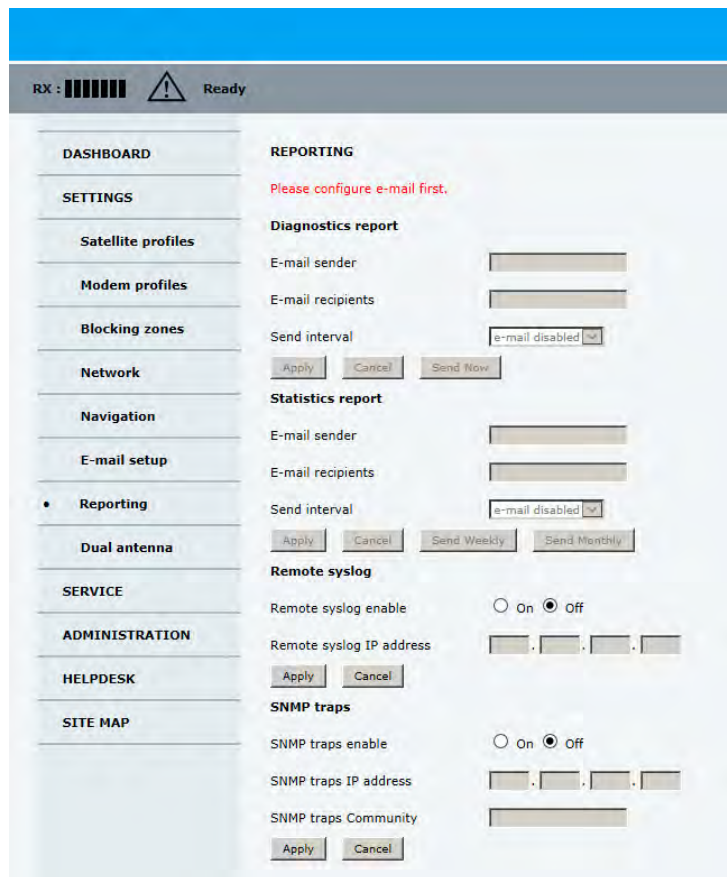 RX :
Ready
DASHBOARD
SETTINGS
Satellite profiles
Modem profiles
Blocking zones
Network
Navigation
E-mail setup
• Reporting
Dual antenna
SERVICE
ADMINISTRATION
HELPDESK
SITE MAP
REPORTING
Please configure e-mail first.
Diagnostics report
E-mail sender
E-mail recipients
Send interval e-mail disabled
Apply Cancel Send Now
Statistics report
E-mail sender
E-mail recipients
Send interval e-mail disabled
Apply Cancel Send Weekly Send Monthly
Remote syslog
Remote syslog enable On Off
Remote syslog IP address . . .
Apply Cancel
SNMP traps
SNMP traps enable On Off
SNMP traps IP address . . .
SNMP traps Community
Apply Cancel